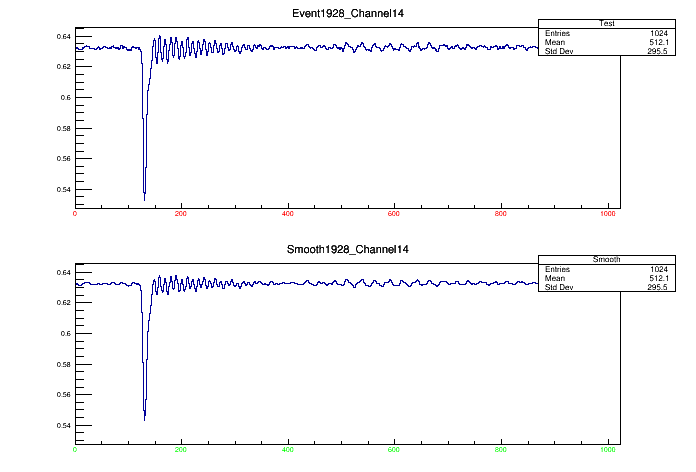 Event1928_Channel14
Test
Entries 1024
Mean 512.1
Std Dev 295.5
0.64
0.62
0.6
0.58
0.56
0.54
0 200 400 600 800 1000
Smooth1928_Channel14
Smooth
Entries 1024
Mean 512.1
Std Dev 295.5
0.64
0.62
0.6
0.58
0.56
0.54
0 200 400 600 800 1000